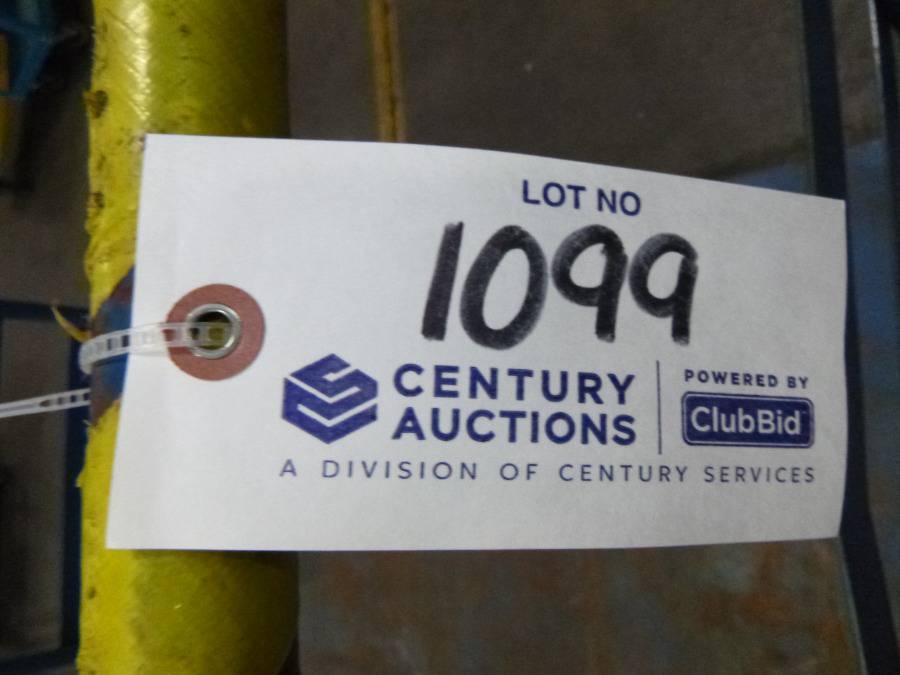 LOT NO
1099
CENTURY
AUCTIONS
POWERED BY
ClubBid
A DIVISION OF CENTURY SERVICES